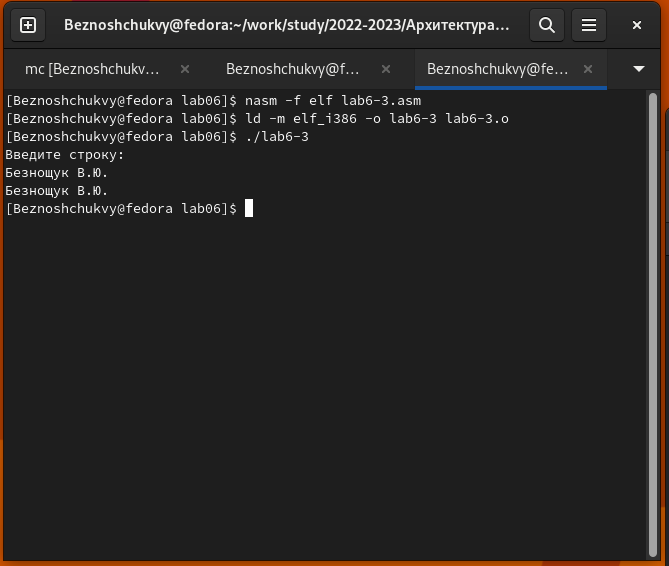 Beznoshchukvy@fedora:~/work/study/2022-2023/Архитектура...
mc [Beznoshchukv...
Beznoshchukvy@f...
Beznoshchukvy@fe...
[Beznoshchukvy@fedora lab06]$ nasm -f elf lab6-3.asm
[Beznoshchukvy@fedora lab06]$ ld -m elf_i386 -o lab6-3 lab6-3.o
[Beznoshchukvy@fedora lab06]$ ./lab6-3
Введите строку:
Безнощук В.Ю.
Безнощук В.Ю.
[Beznoshchukvy@fedora lab06]$